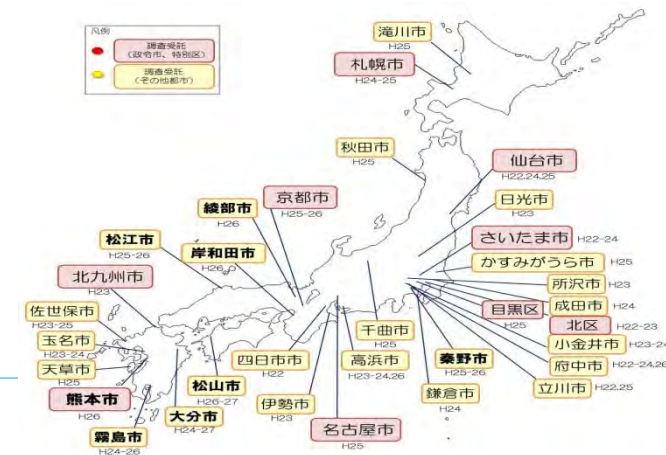 凡例
調査受託
(政令市、特別区)
調査受託
(その他都市)
滝川市
H25
札幌市
H24-25
秋田市
H25
仙台市
H22.24.25
日光市
H23
京都市
H25-26
綾部市
H26
さいたま市 H22-24
松江市
H25-26
岸和田市
H26
かすみがうら市 H25
北九州市
H23
所沢市 H23
目黒区
H25
成田市 H24
佐世保市
H23-25
北区 H22-23
玉名市
H23-24
千曲市
H25
小金井市 H23-24
天草市
H25
四日市市
H22
高浜市
H23-24,26
秦野市
H25-26
府中市 H22-24,26
熊本市
H26
松山市
H26-27
伊勢市
H23
鎌倉市
H24
立川市 H22,25
大分市
H24-27
霧島市
H24-26
名古屋市
H25